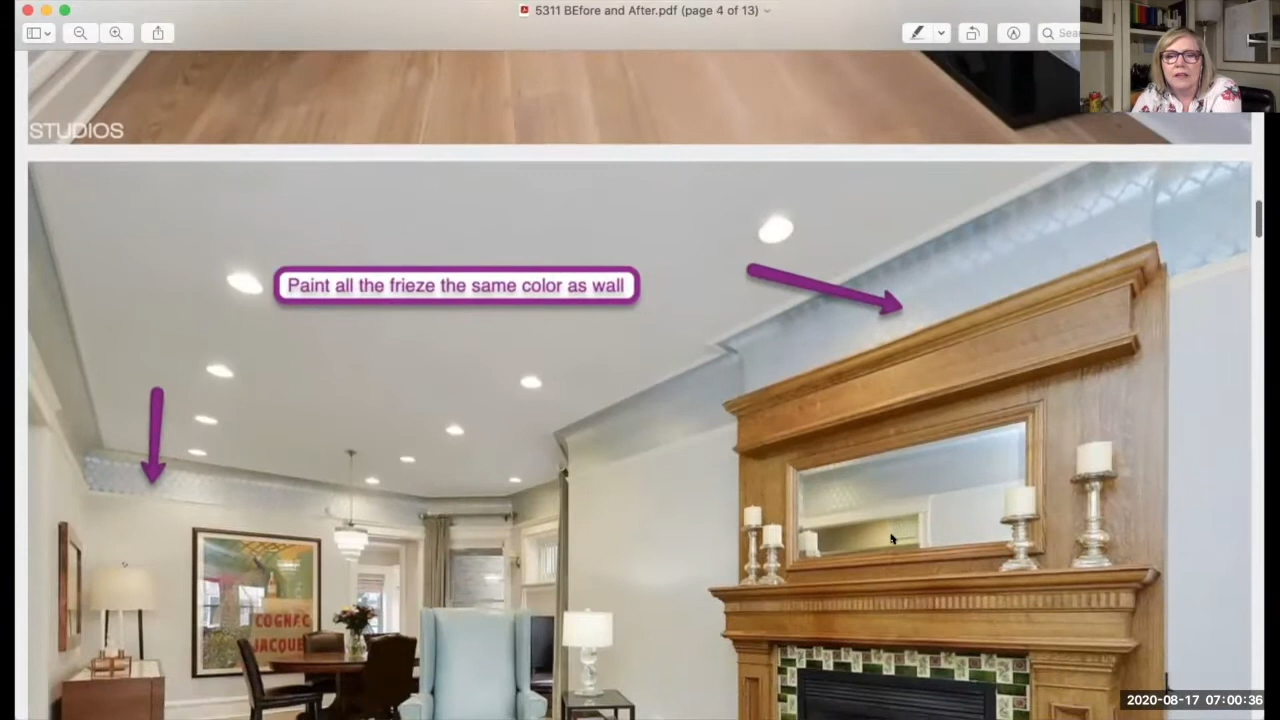 5311 BEfore and After.pdf (page 4 of 13)
Sea
STUDIOS
Paint all the frieze the same color as wall
COGNAC
JACQUE
2020-08-17 07:00:36